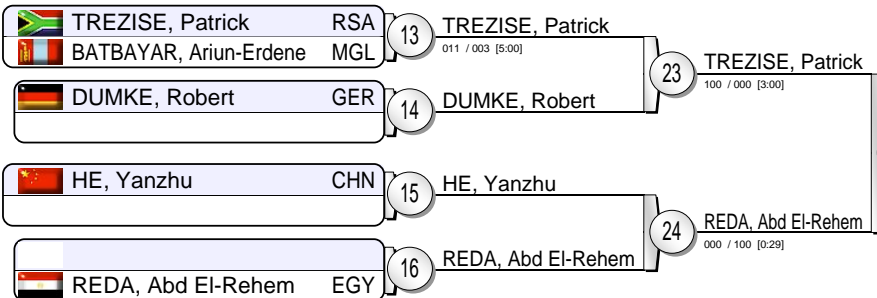 TREZISE, Patrick RSA
BATBAYAR, Ariun-Erdene MGL
13
TREZISE, Patrick
011 / 003 [5:00]
DUMKE, Robert GER
14
DUMKE, Robert
23
TREZISE, Patrick
100 / 000 [3:00]
HE, Yanzhu CHN
15
HE, Yanzhu
REDA, Abd El-Rehem EGY
16
REDA, Abd El-Rehem
24
REDA, Abd El-Rehem
000 / 100 [0:29]